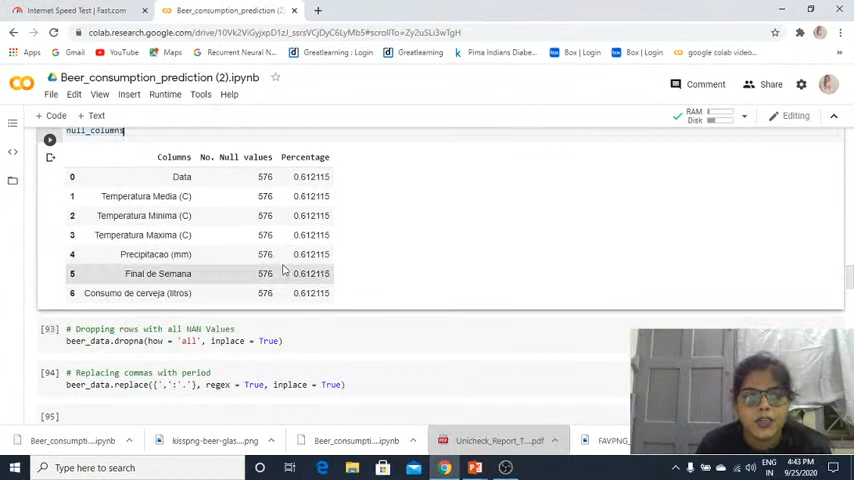 Internet Speed Test | Fast.com
Beer_consumption_prediction (2).
colab.research.google.com/drive/10Vk2ViGyjxpD1zJ_ssrsVCjDyC6LyMb5#scrollTo=Zy2uSLi3wTgH
Apps Gmail YouTube Recurrent Neural N... Greatlearning : Login Greatlearning : Login Pima Indians Diabe... Box | Login Box | Login google colab video...
Beer_consumption_prediction (2).ipynb
File Edit View Insert Runtime Tools Help
Comment Share
+ Code + Text
RAM
Disk
Editing
null_columns
Columns No. Null values Percentage
0 Data 576 0.612115
1 Temperatura Media (C) 576 0.612115
2 Temperatura Minima (C) 576 0.612115
3 Temperatura Maxima (C) 576 0.612115
4 Precipitacao (mm) 576 0.612115
5 Final de Semana 576 0.612115
6 Consumo de cerveja (litros) 576 0.612115
[93] # Dropping rows with all NAN Values
beer_data.dropna(how = 'all', inplace = True)
[94] # Replacing commas with period
beer_data.replace({',':'.'}, regex = True, inplace = True)
[95]
Beer_consumpti....ipynb kisspng-beer-glas....png Beer_consumpti....ipynb Unicheck_Report_T....pdf FAVPNG_
Type here to search
ENG
IN
4:43 PM
9/25/2020